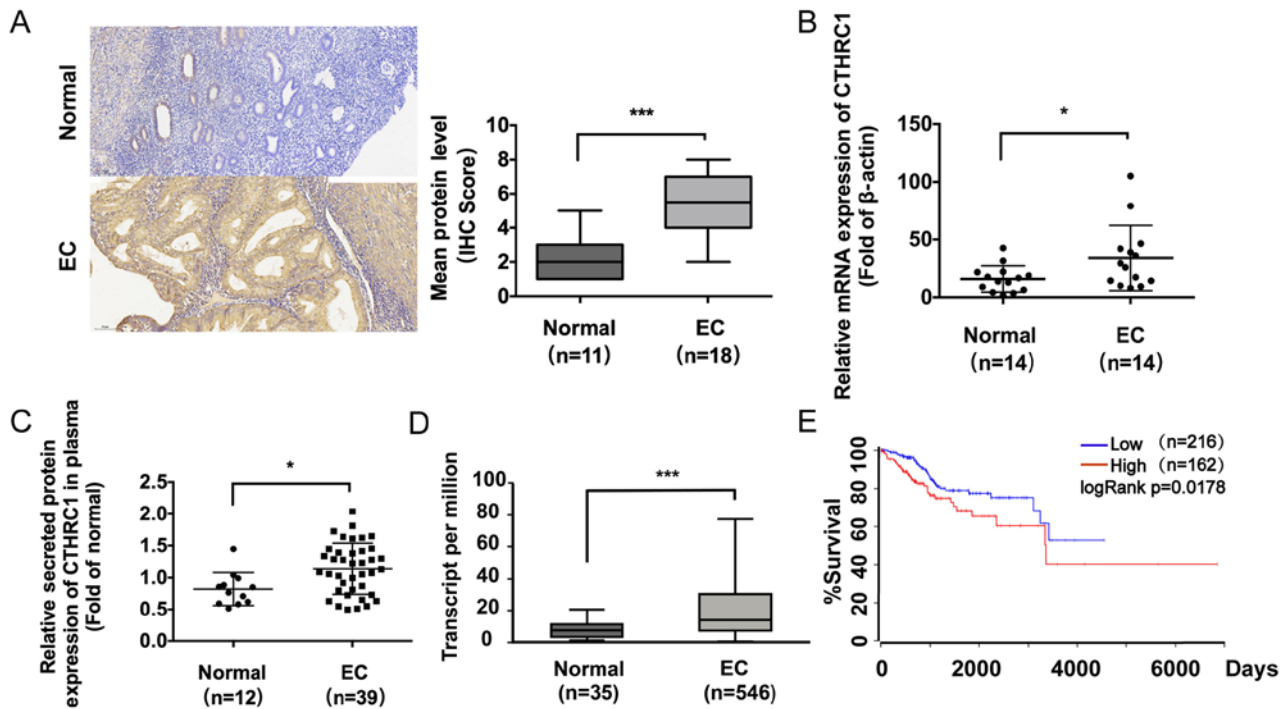 A
Normal
EC
Mean protein level
(IHC Score)
10
8
6
4
2
0
***
Normal
(n=11)
EC
(n=18)
B
Relative mRNA expression of CTHRC1
(Fold of β-actin)
150
100
50
0
*
Normal
(n=14)
EC
(n=14)
C
Relative secreted protein
expression of CTHRC1 in plasma
(Fold of normal)
2.5
2.0
1.5
1.0
0.5
0.0
*
Normal
(n=12)
EC
(n=39)
D
Transcript per million
100
80
60
40
20
0
***
Normal
(n=35)
EC
(n=546)
E
%Survival
100
80
60
40
20
0
Low (n=216)
High (n=162)
logRank p=0.0178
0 2000 4000 6000 Days